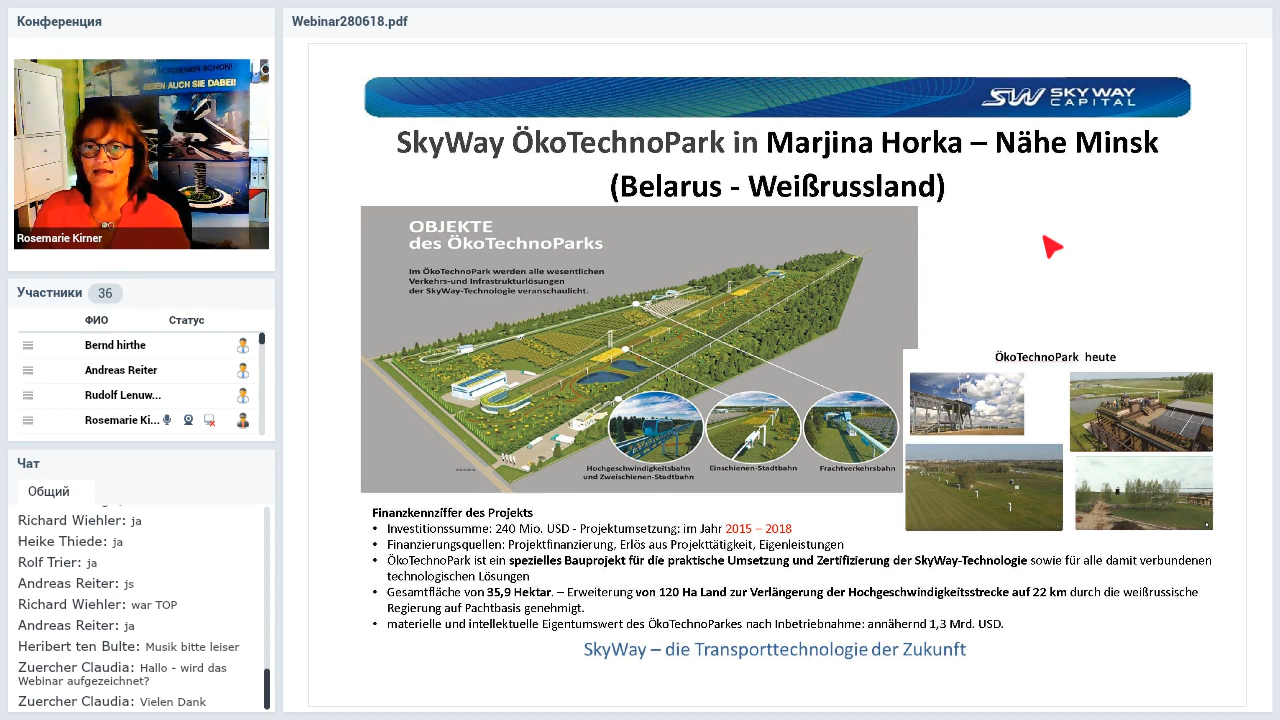 Конференция
VERDIENEN SCHON!
SEIEN AUCH SIE DABEI!
Rosemarie Kirner
Участники 36
ФИО Статус
Bernd hirthe
Andreas Reiter
Rudolf Lenuw...
Rosemarie Ki...
Чат
Общий
Richard Wiehler: ja
Heike Thiede: ja
Rolf Trier: ja
Andreas Reiter: js
Richard Wiehler: war TOP
Andreas Reiter: ja
Heribert ten Bulte: Musik bitte leiser
Zuercher Claudia: Hallo - wird das
Webinar aufgezeichnet?
Zuercher Claudia: Vielen Dank
Webinar280618.pdf
SW SKY WAY
CAPITAL
SkyWay ÖkoTechnoPark in Marjina Horka – Nähe Minsk
(Belarus - Weißrussland)
OBJEKTE
des ÖkoTechnoParks
Im ÖkoTechnoPark werden alle wesentlichen
Verkehrs-und Infrastrukturlösungen
der SkyWay-Technologie veranschaulicht.
Hochgeschwindigkeitsbahn
und Zweischienen-Stadtbahn
Einschienen-Stadtbahn
Frachtverkehrsbahn
ÖkoTechnoPark heute
Finanzkennziffer des Projekts
• Investitionssumme: 240 Mio. USD - Projektumsetzung: im Jahr 2015 – 2018
• Finanzierungsquellen: Projektfinanzierung, Erlös aus Projekttätigkeit, Eigenleistungen
• ÖkoTechnoPark ist ein spezielles Bauprojekt für die praktische Umsetzung und Zertifizierung der SkyWay-Technologie sowie für alle damit verbundenen
technologischen Lösungen
• Gesamtfläche von 35,9 Hektar. – Erweiterung von 120 Ha Land zur Verlängerung der Hochgeschwindigkeitsstrecke auf 22 km durch die weißrussische
Regierung auf Pachtbasis genehmigt.
• materielle und intellektuelle Eigentumswert des ÖkoTechnoParkes nach Inbetriebnahme: annähernd 1,3 Mrd. USD.
SkyWay – die Transporttechnologie der Zukunft